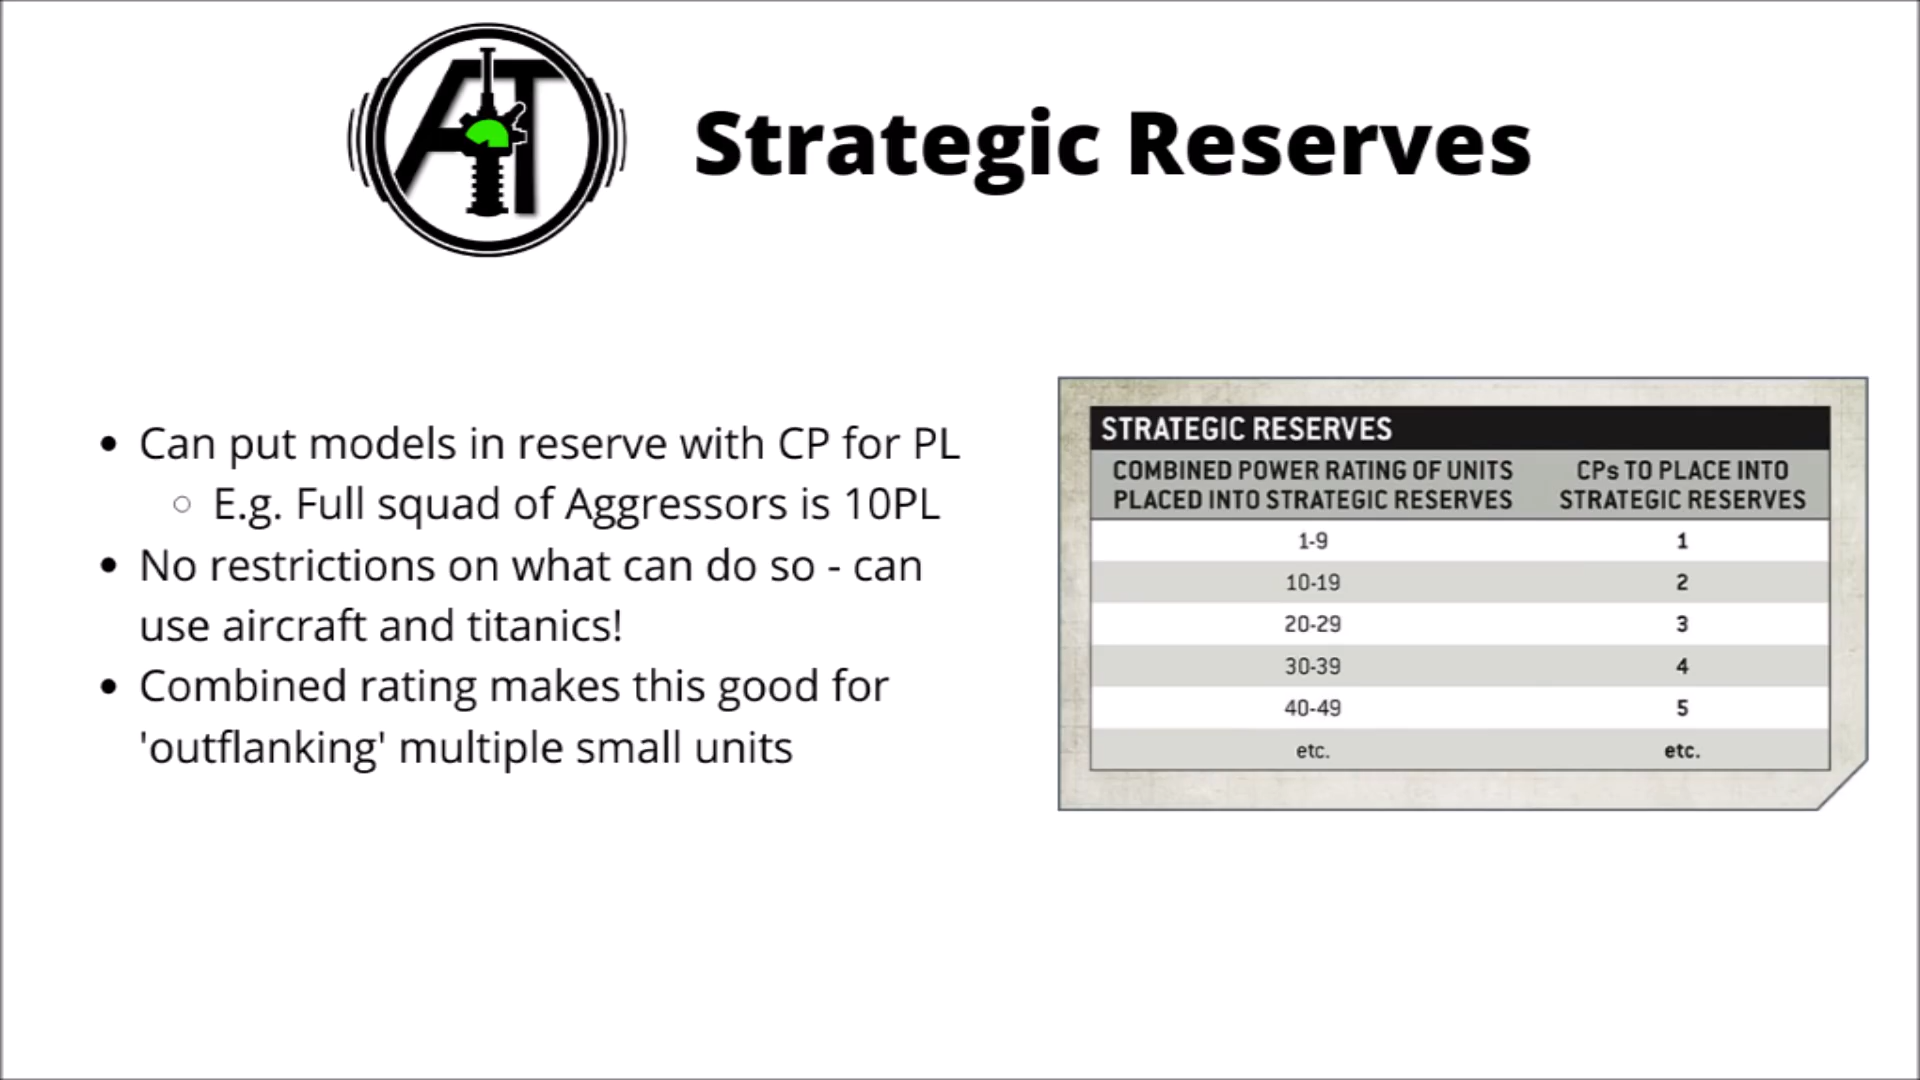 AT
Strategic Reserves
• Can put models in reserve with CP for PL
○ E.g. Full squad of Aggressors is 10PL
• No restrictions on what can do so - can
use aircraft and titanics!
• Combined rating makes this good for
'outflanking' multiple small units
STRATEGIC RESERVES
COMBINED POWER RATING OF UNITS PLACED INTO STRATEGIC RESERVES
CPs TO PLACE INTO STRATEGIC RESERVES
1-9 1
10-19 2
20-29 3
30-39 4
40-49 5
etc. etc.